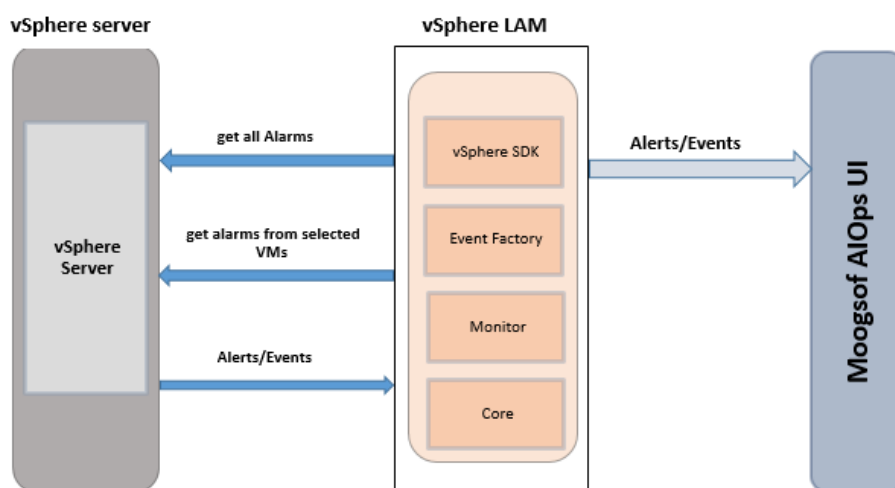 vSphere server
vSphere LAM
get all Alarms
vSphere SDK
Alerts/Events
get alarms from selected
VMs
Event Factory
vSphere
Server
Monitor
Alerts/Events
Core
Moogsof AIOps UI